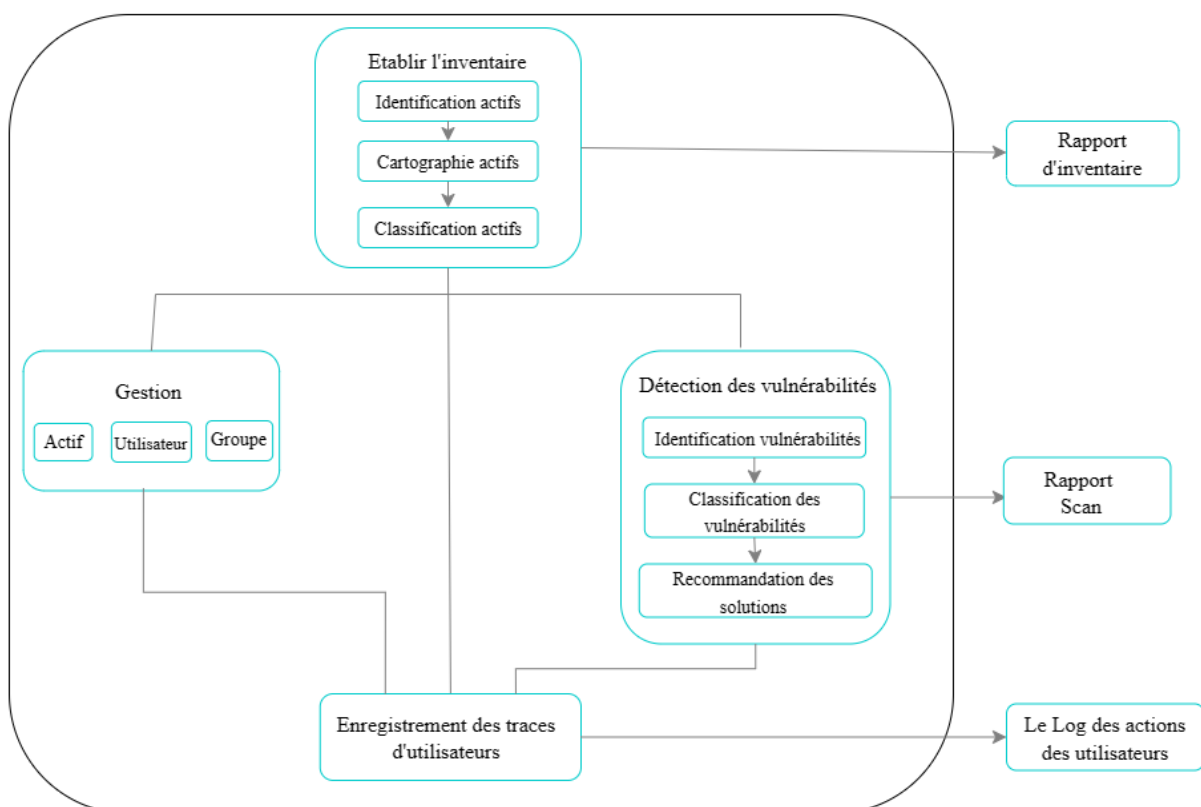 Etablir l'inventaire
Identification actifs
Cartographie actifs
Classification actifs
Rapport
d'inventaire
Gestion
Actif
Utilisateur
Groupe
Détection des vulnérabilités
Identification vulnérabilités
Classification des
vulnérabilités
Recommandation des
solutions
Rapport
Scan
Enregistrement des traces
d'utilisateurs
Le Log des actions
des utilisateurs